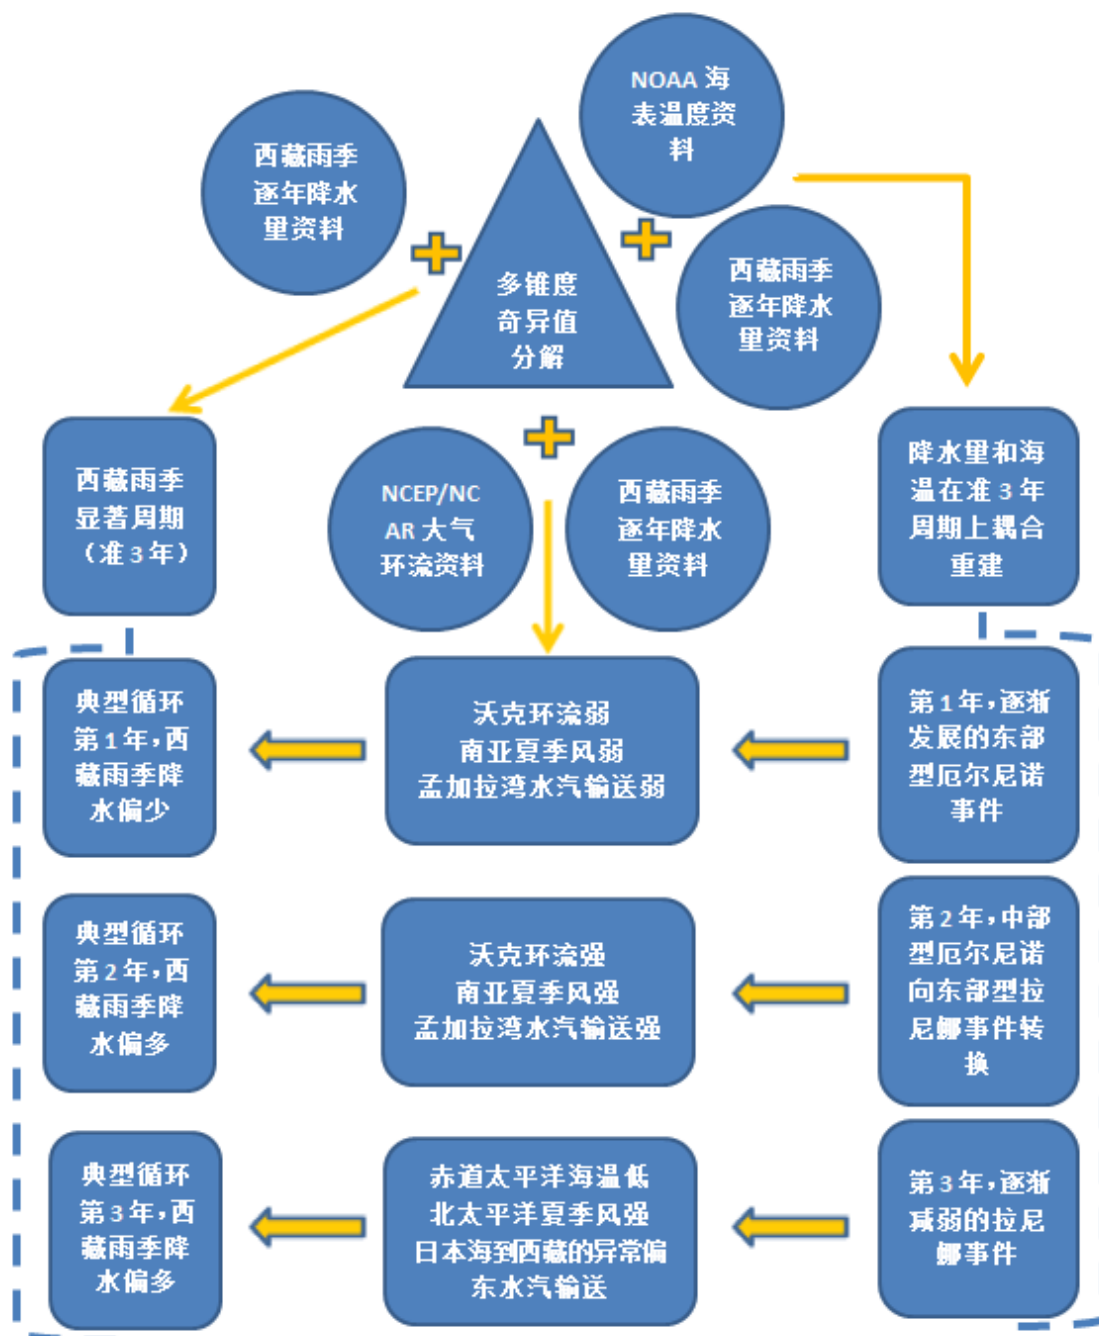 NOAA 海
表温度资
料
西藏雨季
逐年降水
量资料
多锥度
奇异值
分解
西藏雨季
逐年降水
量资料
西藏雨季
显著周期
（准3年）
NCEP/NC
AR 大气
环流资料
西藏雨季
逐年降水
量资料
降水量和海
温在准3年
周期上耦合
重建
典型循环
第1年，西
藏雨季降
水偏少
沃克环流弱
南亚夏季风弱
孟加拉湾水汽输送弱
第1年，逐渐
发展的东部
型厄尔尼诺
事件
典型循环
第2年，西
藏雨季降
水偏多
沃克环流强
南亚夏季风强
孟加拉湾水汽输送强
第2年，中部
型厄尔尼诺
向东部型拉
尼娜事件转
换
典型循环
第3年，西
藏雨季降
水偏多
赤道太平洋海温低
北太平洋夏季风强
日本海到西藏的异常偏
东水汽输送
第3年，逐渐
减弱的拉尼
娜事件